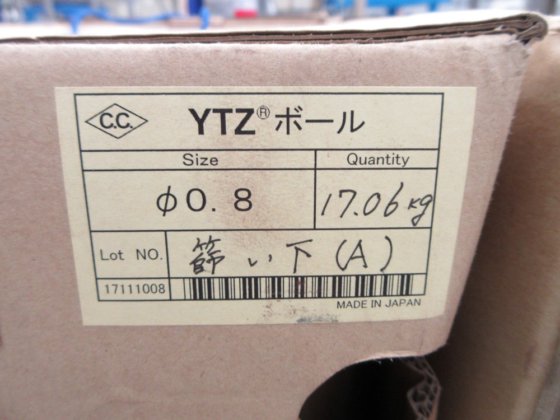 C.C. YTZ®ボール
Size Quantity
φ0.8 17.06kg
Lot NO. 篩い下(A)
17111008
MADE IN JAPAN